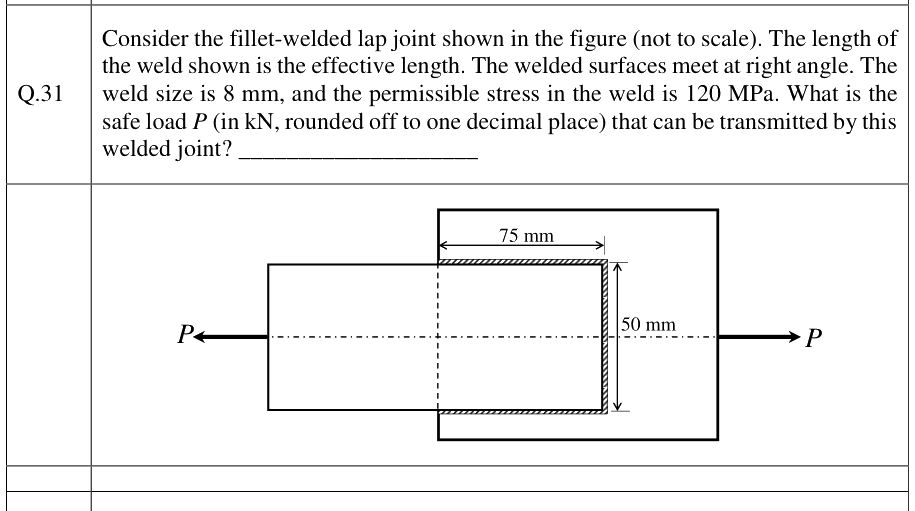 Consider the fillet-welded lap joint shown in the figure (not to scale). The length of
the weld shown is the effective length. The welded surfaces meet at right angle. The
Q.31 weld size is 8 mm, and the permissible stress in the weld is 120 MPa. What is the
safe load P (in kN, rounded off to one decimal place) that can be transmitted by this
welded joint? ____________________
75 mm
50 mm
P
P